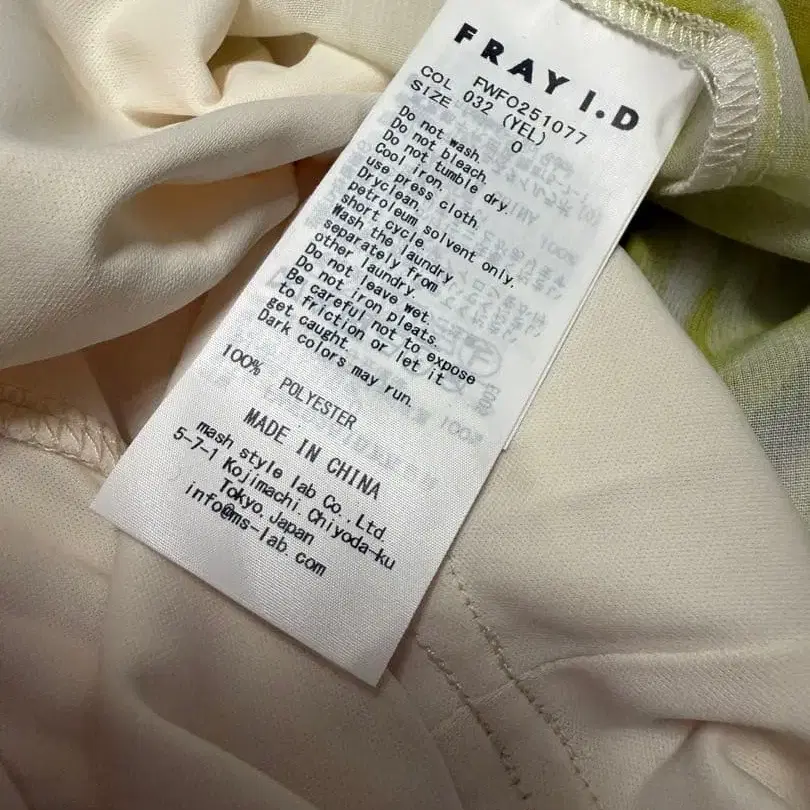 FRAY I.D
FWFO251077
COL 032 (YEL)
SIZE 0
Do not wash.
Do not bleach.
Do not tumble dry.
Cool iron.
use press cloth.
Dryclean.
petroleum solvent only.
short cycle.
Wash the laundry
separately from
other laundry.
Do not leave wet.
Do not iron pleats.
Be careful not to expose
to friction or let it
get caught.
Dark colors may run.
100% POLYESTER
MADE IN CHINA
mash style lab Co.,Ltd.
5-7-1 Kojimachi.Chiyoda-ku
Tokyo.Japan
info@ms-lab.com